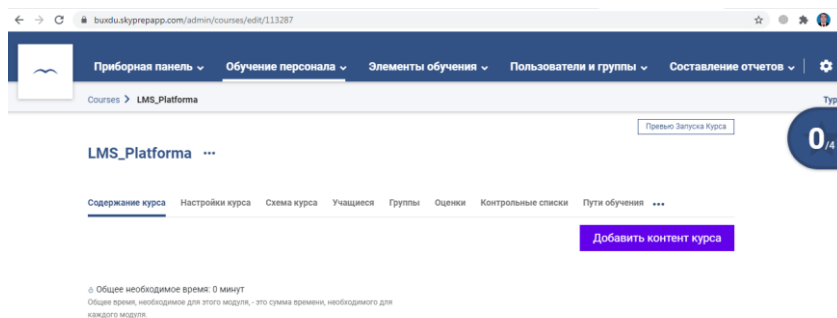 buxdu.skyprepapp.com/admin/courses/edit/113287
Приборная панель Обучение персонала Элементы обучения Пользователи и группы Составление отчетов
Courses > LMS_Platforma Тур
Превью Запуска Курса
0/4
LMS_Platforma ...
Содержание курса Настройки курса Схема курса Учащиеся Группы Оценки Контрольные списки Пути обучения ...
Добавить контент курса
Общее необходимое время: 0 минут
Общее время, необходимое для этого модуля, - это сумма времени, необходимого для
каждого модуля.